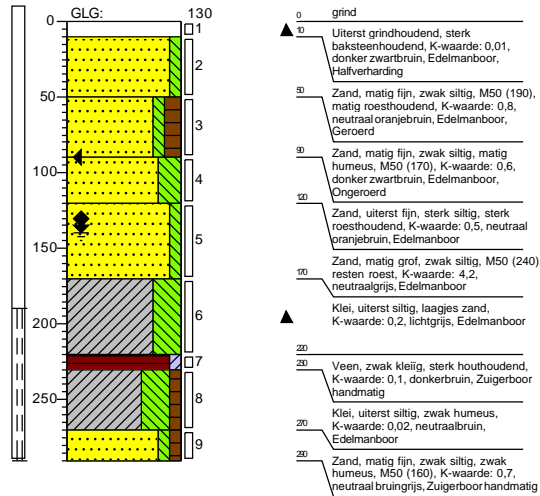 GLG: 130
0
50
100
150
200
250
1
2
3
4
5
6
7
8
9
0
grind
10
Uiterst grindhoudend, sterk
baksteenhoudend, K-waarde: 0,01,
donker zwartbruin, Edelmanboor,
Halfverharding
50
Zand, matig fijn, zwak siltig, M50 (190),
matig roesthoudend, K-waarde: 0,8,
neutraal oranjebruin, Edelmanboor,
Geroerd
90
Zand, matig fijn, zwak siltig, matig
humeus, M50 (170), K-waarde: 0,6,
donker zwartbruin, Edelmanboor,
Ongeroerd
120
Zand, uiterst fijn, sterk siltig, sterk
roesthoudend, K-waarde: 0,5, neutraal
oranjebruin, Edelmanboor
Zand, matig grof, zwak siltig, M50 (240)
170
resten roest, K-waarde: 4,2,
neutraalgrijs, Edelmanboor
Klei, uiterst siltig, laagjes zand,
K-waarde: 0,2, lichtgrijs, Edelmanboor
220
230
Veen, zwak kleiïg, sterk houthoudend,
K-waarde: 0,1, donkerbruin, Zuigerboor
handmatig
Klei, uiterst siltig, zwak humeus,
270
K-waarde: 0,02, neutraalbruin,
Edelmanboor
290
Zand, matig fijn, zwak siltig, zwak
humeus, M50 (160), K-waarde: 0,7,
neutraal bruingrijs, Zuigerboor handmatig